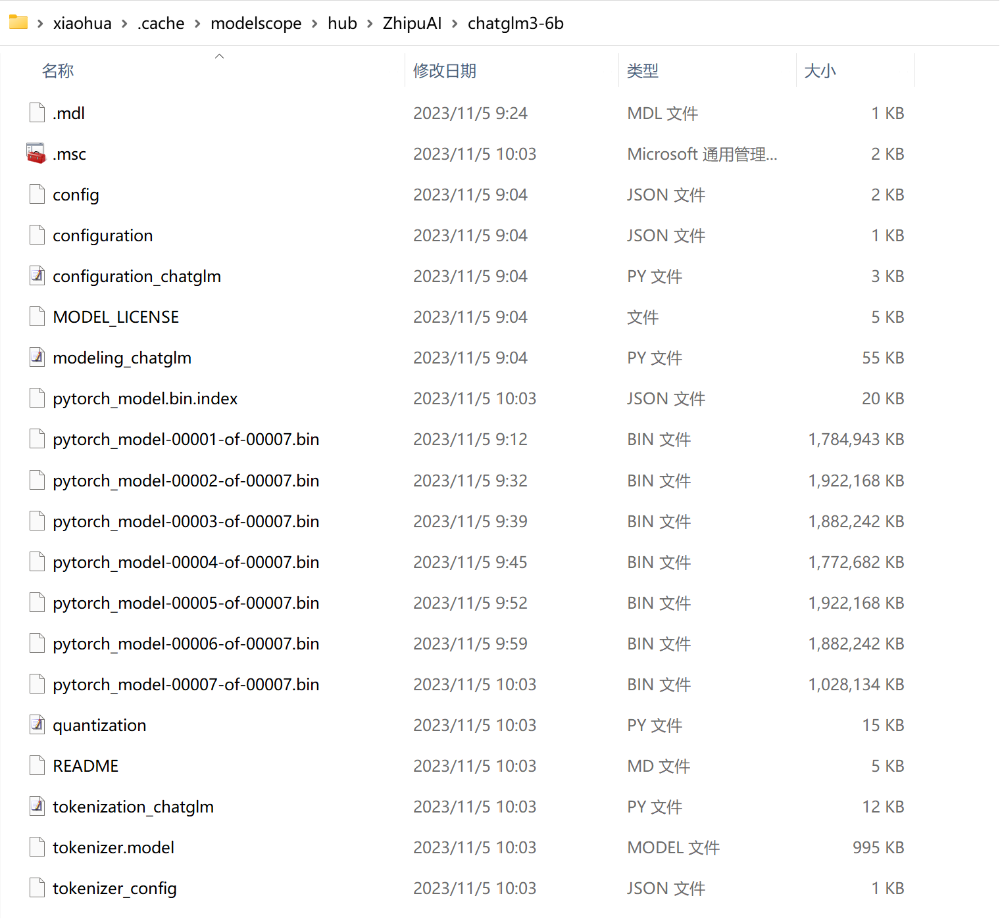 xiaohua > .cache > modelscope > hub > ZhipuAI > chatglm3-6b
名称 修改日期 类型 大小
.mdl 2023/11/5 9:24 MDL 文件 1 KB
.msc 2023/11/5 10:03 Microsoft 通用管理... 2 KB
config 2023/11/5 9:04 JSON 文件 2 KB
configuration 2023/11/5 9:04 JSON 文件 1 KB
configuration_chatglm 2023/11/5 9:04 PY 文件 3 KB
MODEL_LICENSE 2023/11/5 9:04 文件 5 KB
modeling_chatglm 2023/11/5 9:04 PY 文件 55 KB
pytorch_model.bin.index 2023/11/5 10:03 JSON 文件 20 KB
pytorch_model-00001-of-00007.bin 2023/11/5 9:12 BIN 文件 1,784,943 KB
pytorch_model-00002-of-00007.bin 2023/11/5 9:32 BIN 文件 1,922,168 KB
pytorch_model-00003-of-00007.bin 2023/11/5 9:39 BIN 文件 1,882,242 KB
pytorch_model-00004-of-00007.bin 2023/11/5 9:45 BIN 文件 1,772,682 KB
pytorch_model-00005-of-00007.bin 2023/11/5 9:52 BIN 文件 1,922,168 KB
pytorch_model-00006-of-00007.bin 2023/11/5 9:59 BIN 文件 1,882,242 KB
pytorch_model-00007-of-00007.bin 2023/11/5 10:03 BIN 文件 1,028,134 KB
quantization 2023/11/5 10:03 PY 文件 15 KB
README 2023/11/5 10:03 MD 文件 5 KB
tokenization_chatglm 2023/11/5 10:03 PY 文件 12 KB
tokenizer.model 2023/11/5 10:03 MODEL 文件 995 KB
tokenizer_config 2023/11/5 10:03 JSON 文件 1 KB